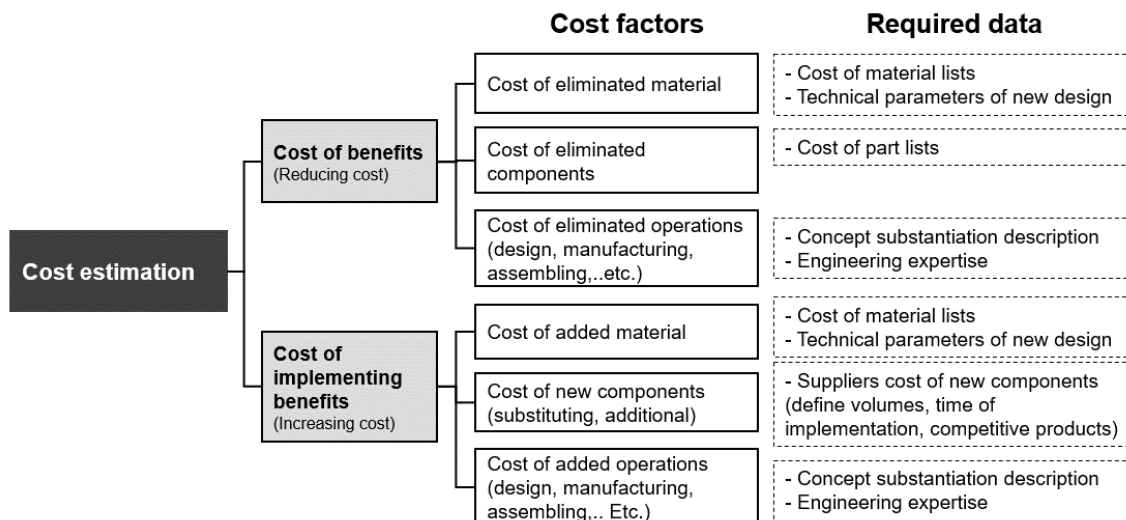 Cost factors
Required data
Cost estimation
Cost of benefits
(Reducing cost)
Cost of eliminated material
- Cost of material lists
- Technical parameters of new design
Cost of eliminated
components
- Cost of part lists
Cost of eliminated operations
(design, manufacturing,
assembling,..etc.)
- Concept substantiation description
- Engineering expertise
Cost of
implementing
benefits
(Increasing cost)
Cost of added material
- Cost of material lists
- Technical parameters of new design
Cost of new components
(substituting, additional)
- Suppliers cost of new components
(define volumes, time of
implementation, competitive products)
Cost of added operations
(design, manufacturing,
assembling,.. Etc.)
- Concept substantiation description
- Engineering expertise